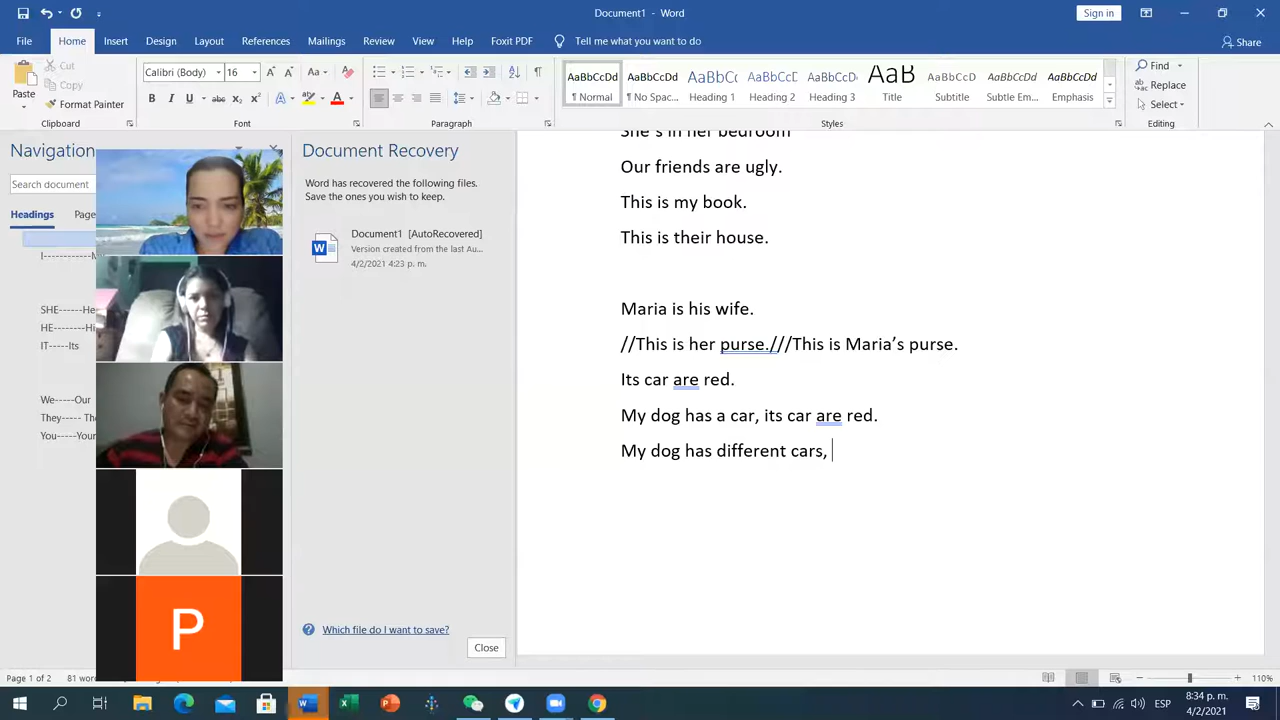 Document1 - Word
Sign in
File Home Insert Design Layout References Mailings Review View Help Foxit PDF Tell me what you want to do Share
Cut
Copy
Paste
Format Painter
Calibri (Body) 16
Clipboard Font Paragraph Styles Editing
AaBbCcDd AaBbCcDd AaBbC AaBbCcC AaBbCcD AaB AaBbCcD AaBbCcDd AaBbCcDd
¶ Normal ¶ No Spac... Heading 1 Heading 2 Heading 3 Title Subtitle Subtle Em... Emphasis
Find
Replace
Select
Navigation
Search document
Headings
I-----Its
SHE-----
HE-----
IT----Its
We----Our
They----
You----Your
Document Recovery
Word has recovered the following files.
Save the ones you wish to keep.
Document1 [AutoRecovered]
Version created from the last Au...
4/2/2021 4:23 p. m.
Which file do I want to save?
Close
She's in her bedroom
Our friends are ugly.
This is my book.
This is their house.
Maria is his wife.
//This is her purse.///This is Maria's purse.
Its car are red.
My dog has a car, its car are red.
My dog has different cars,
P
Page 1 of 2 81 
110%
ESP
8:34 p. m.
4/2/2021